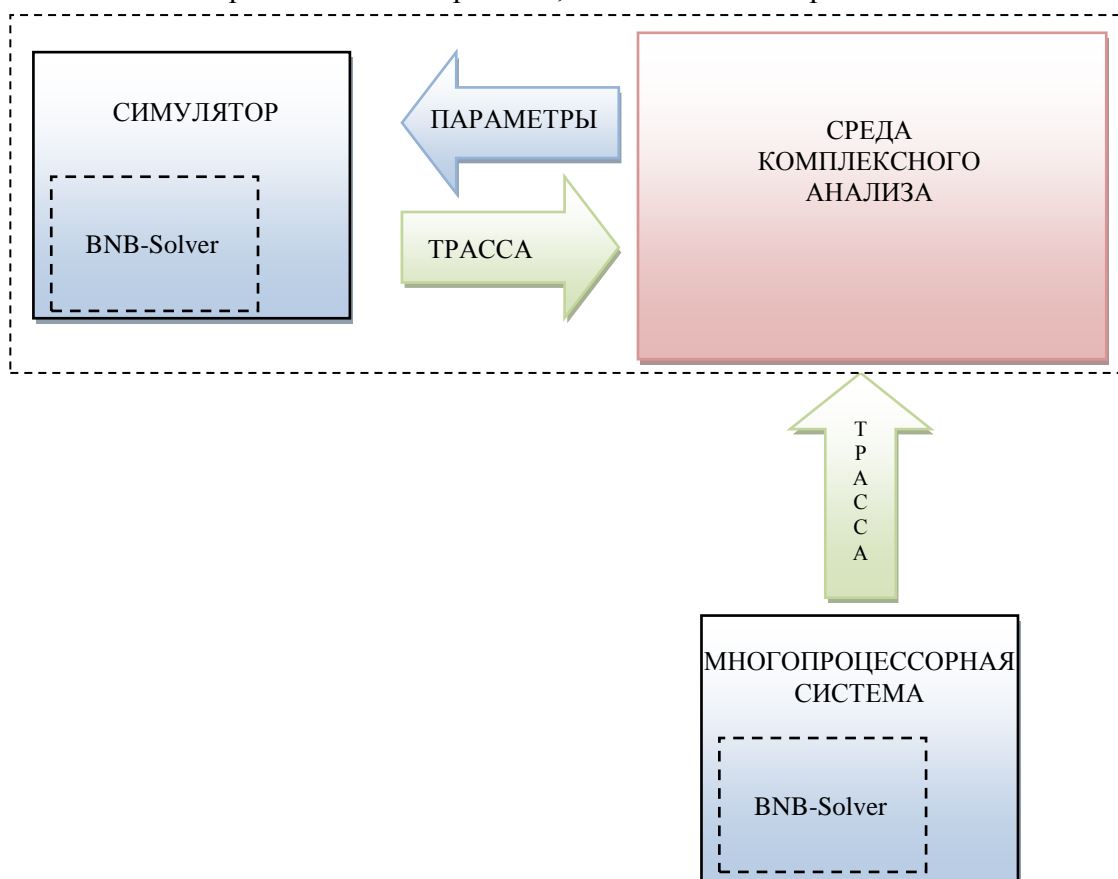 СИМУЛЯТОР
BNB-Solver
ПАРАМЕТРЫ
ТРАССА
СРЕДА
КОМПЛЕКСНОГО
АНАЛИЗА
Т
Р
А
С
С
А
МНОГОПРОЦЕССОРНАЯ
СИСТЕМА
BNB-Solver